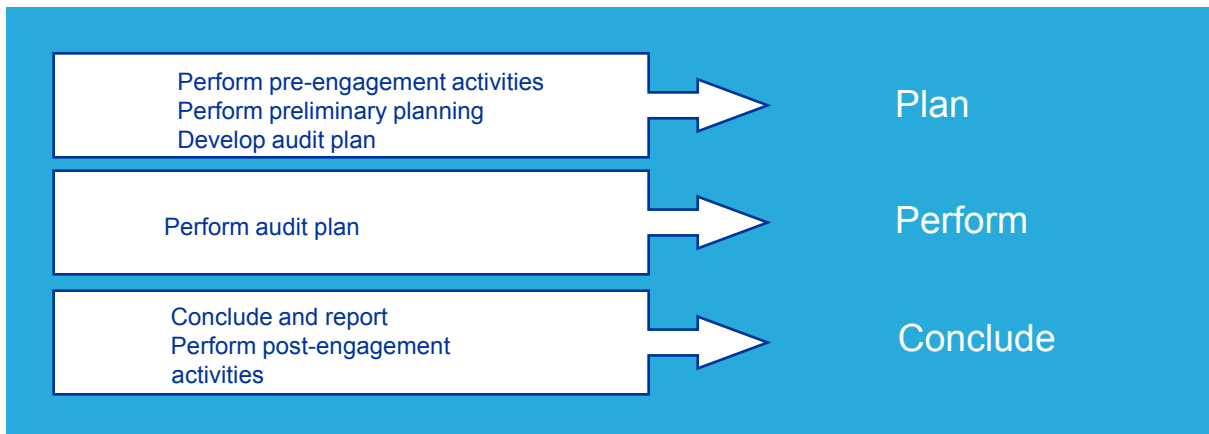 Perform pre-engagement activities
Perform preliminary planning
Develop audit plan
Plan
Perform audit plan
Perform
Conclude and report
Perform post-engagement
activities
Conclude